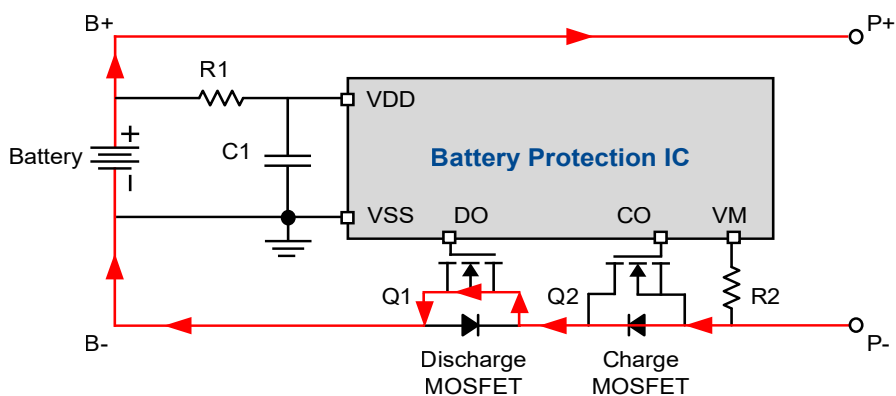 B+
P+
R1
VDD
+
Battery
C1
Battery Protection IC
VSS
DO
CO
VM
Q1
Q2
R2
B-
P-
Discharge
MOSFET
Charge
MOSFET